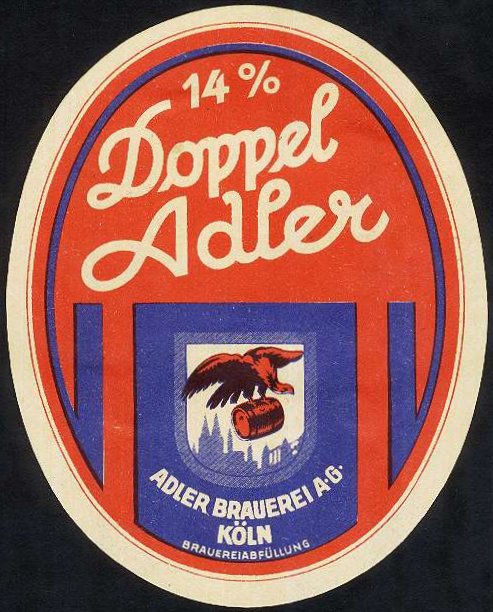 14 %
Doppel
Adler
ADLER BRAUEREI A·G·
KÖLN
BRAUEREIABFÜLLUNG